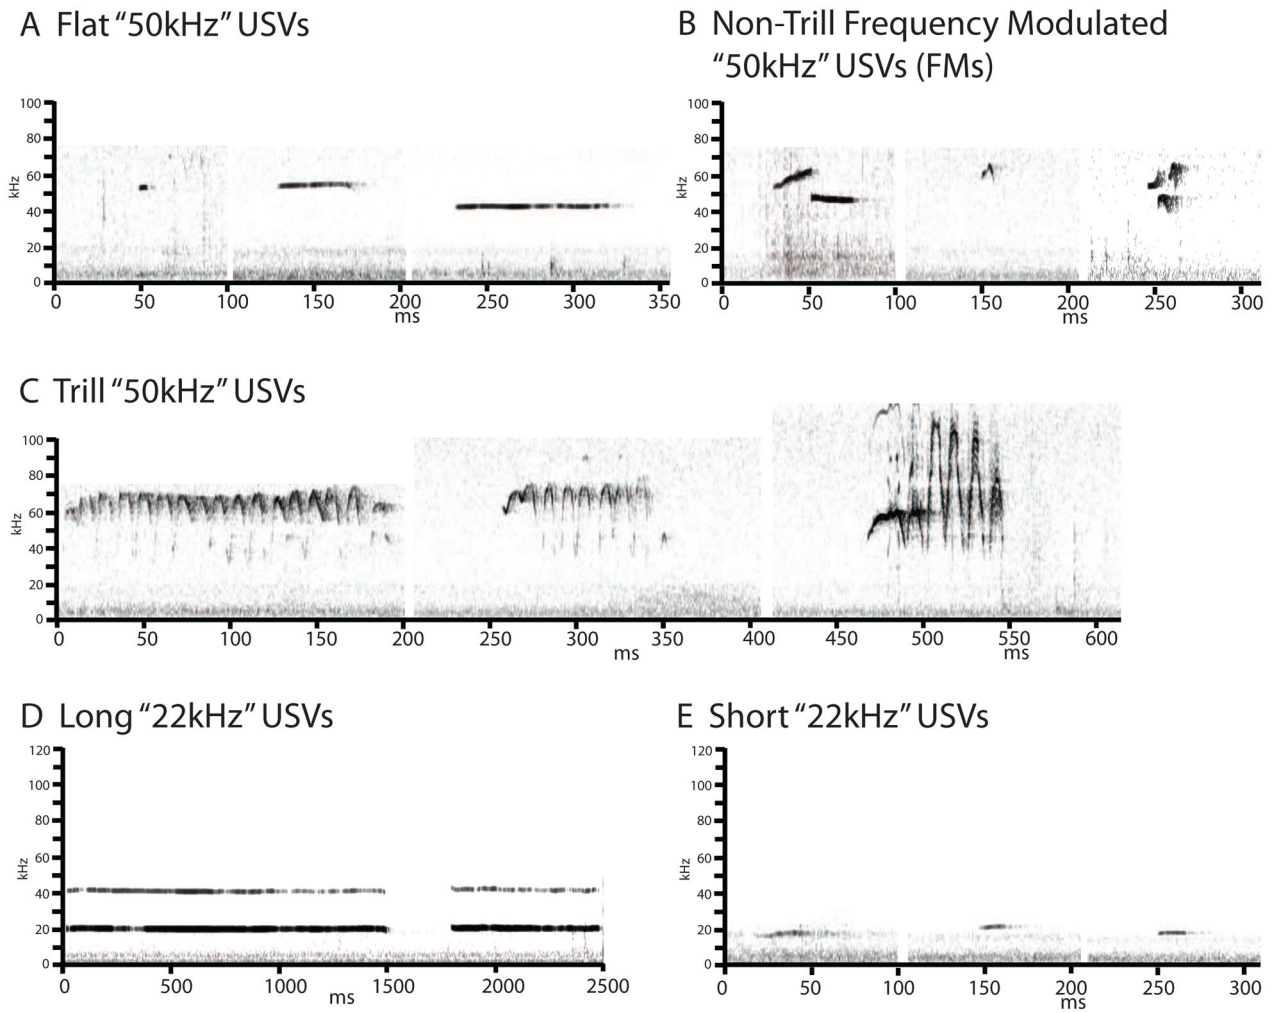 A Flat “50kHz” USVs
100
80
60
40
20
0
kHz
0 50 100 150 200 250 300 350
ms
B Non-Trill Frequency Modulated
“50kHz” USVs (FMs)
100
80
60
40
20
0
kHz
0 50 100 150 200 250 300
ms
C Trill “50kHz” USVs
100
80
60
40
20
0
kHz
0 50 100 150 200 250 300 350 400 450 500 550 600
ms ms
D Long “22kHz” USVs
120
100
80
60
40
20
0
kHz
0 500 1000 1500 2000 2500
ms
E Short “22kHz” USVs
120
100
80
60
40
20
0
kHz
0 50 100 150 200 250 300
ms